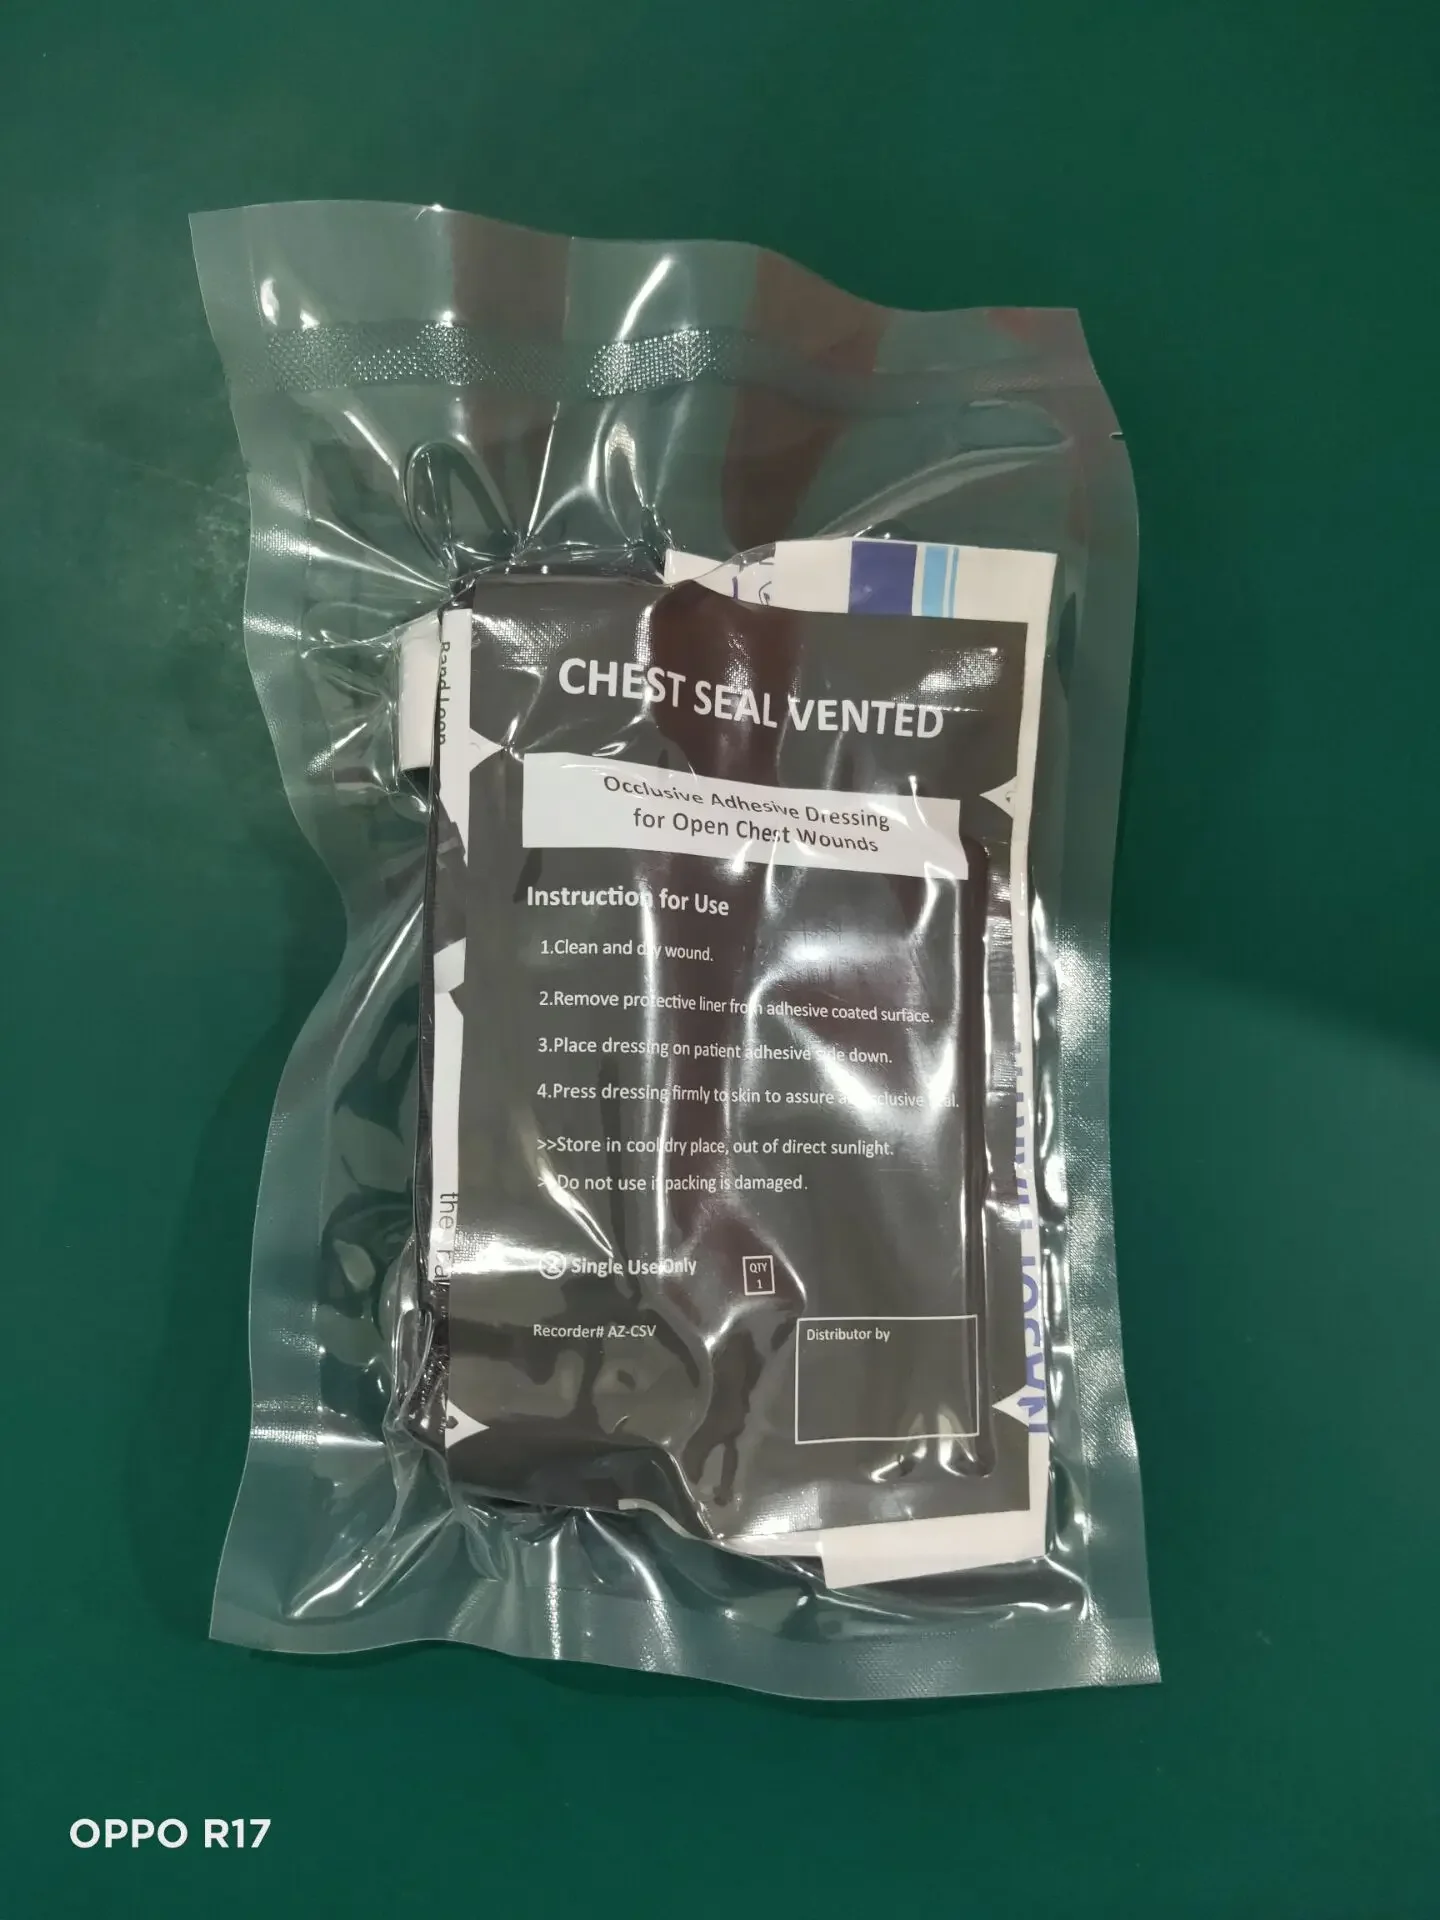 CHEST SEAL VENTED
Occlusive Adhesive Dressing
for Open Chest Wounds
Instruction for Use
1.Clean and dry wound.
2.Remove protective liner from adhesive coated surface.
3.Place dressing on patient adhesive side down.
4.Press dressing firmly to skin to assure an occlusive seal.
>>Store in cool dry place, out of direct sunlight.
>>Do not use if packing is damaged.
2 Single Use Only
QTY
1
Recorder# AZ-CSV
Distributor by
the
OPPO R17